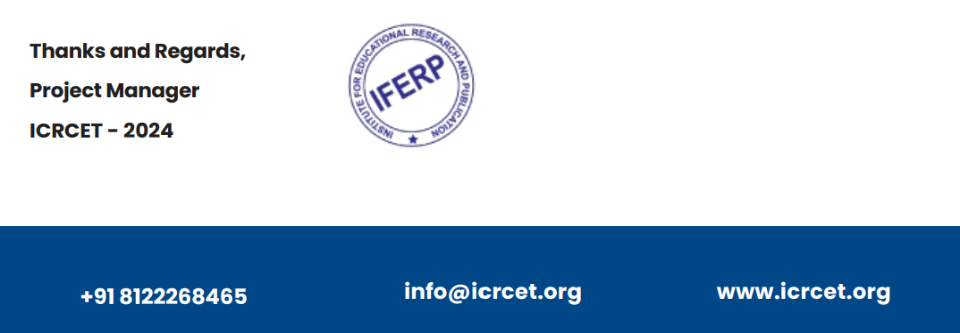 Thanks and Regards,
Project Manager
ICRCET - 2024
INSTITUTE FOR EDUCATIONAL RESEARCH AND PUBLICATION
IFERP
+91 8122268465
info@icrcet.org
www.icrcet.org